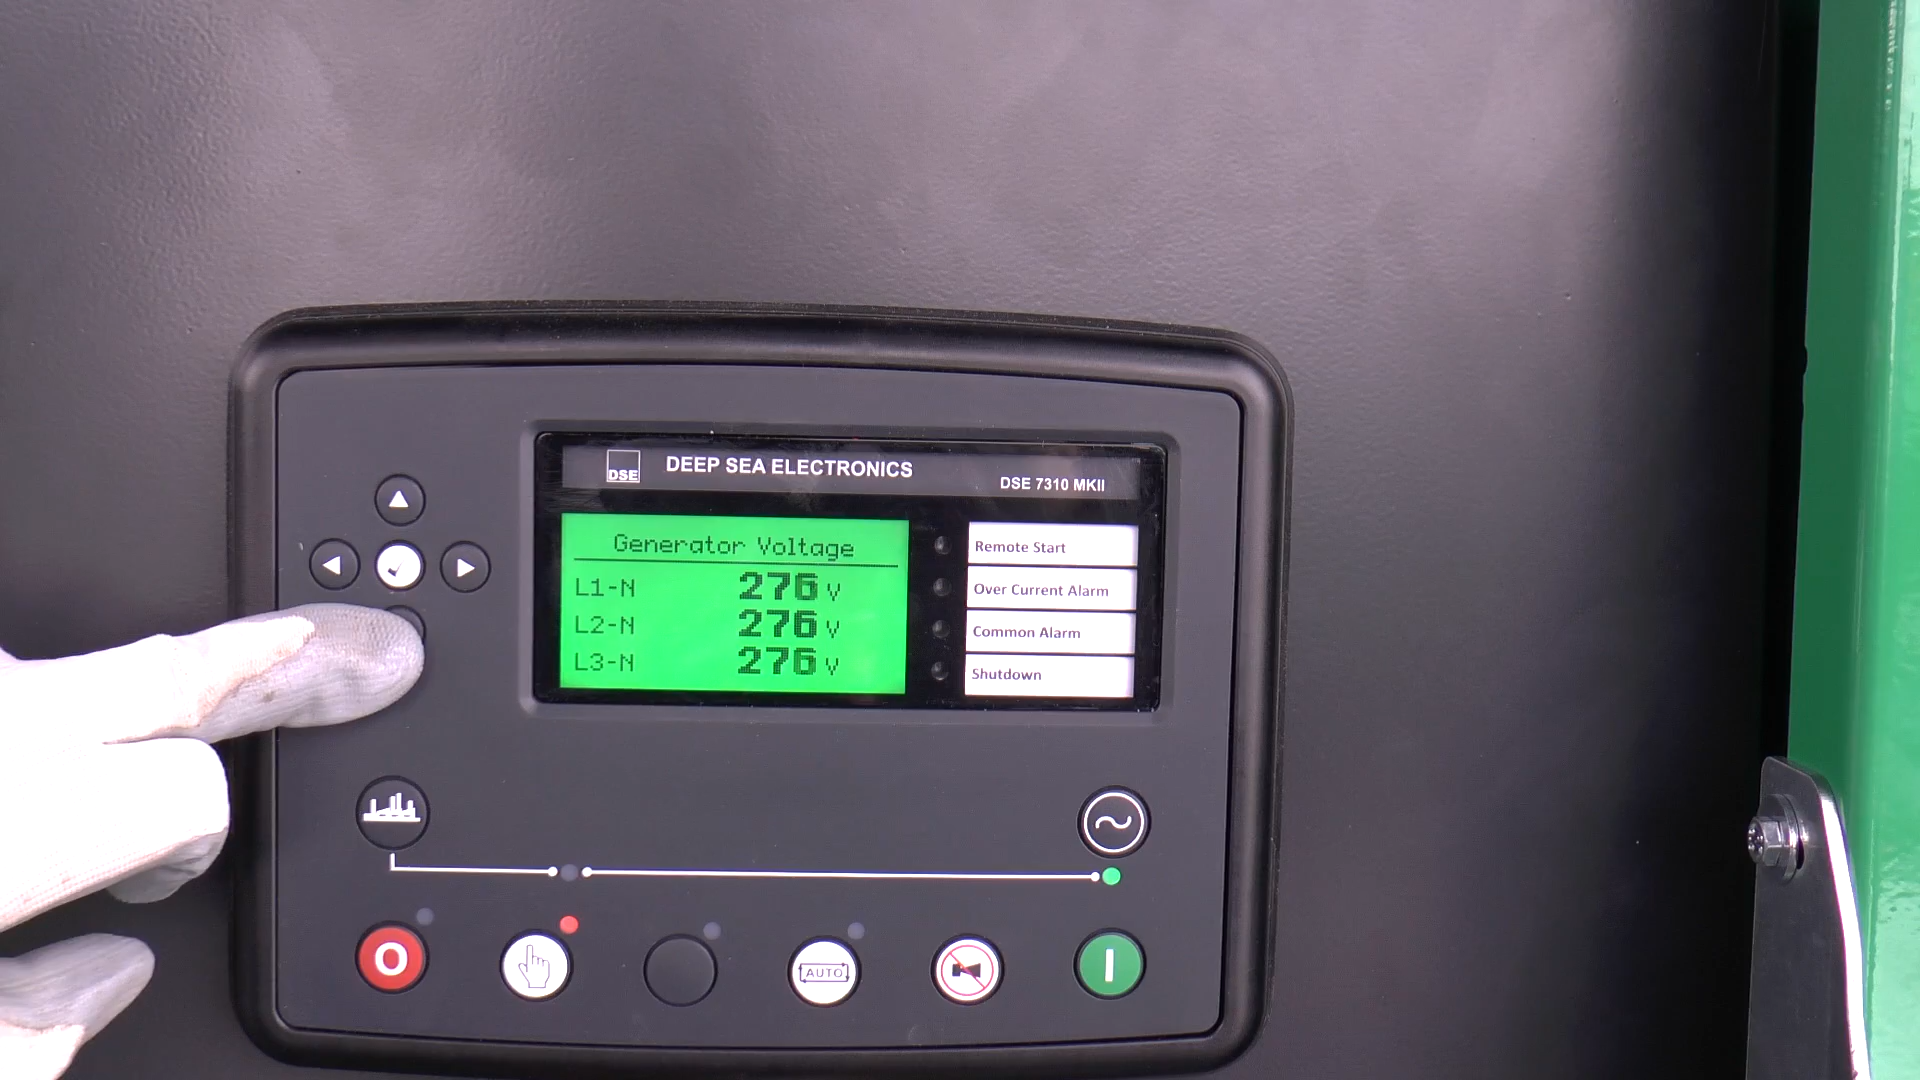 DSE
DEEP SEA ELECTRONICS
DSE 7310 MKII
Generator Voltage
L1-N 276 V
L2-N 276 V
L3-N 276 V
Remote Start
Over Current Alarm
Common Alarm
Shutdown
O
AUTO
I